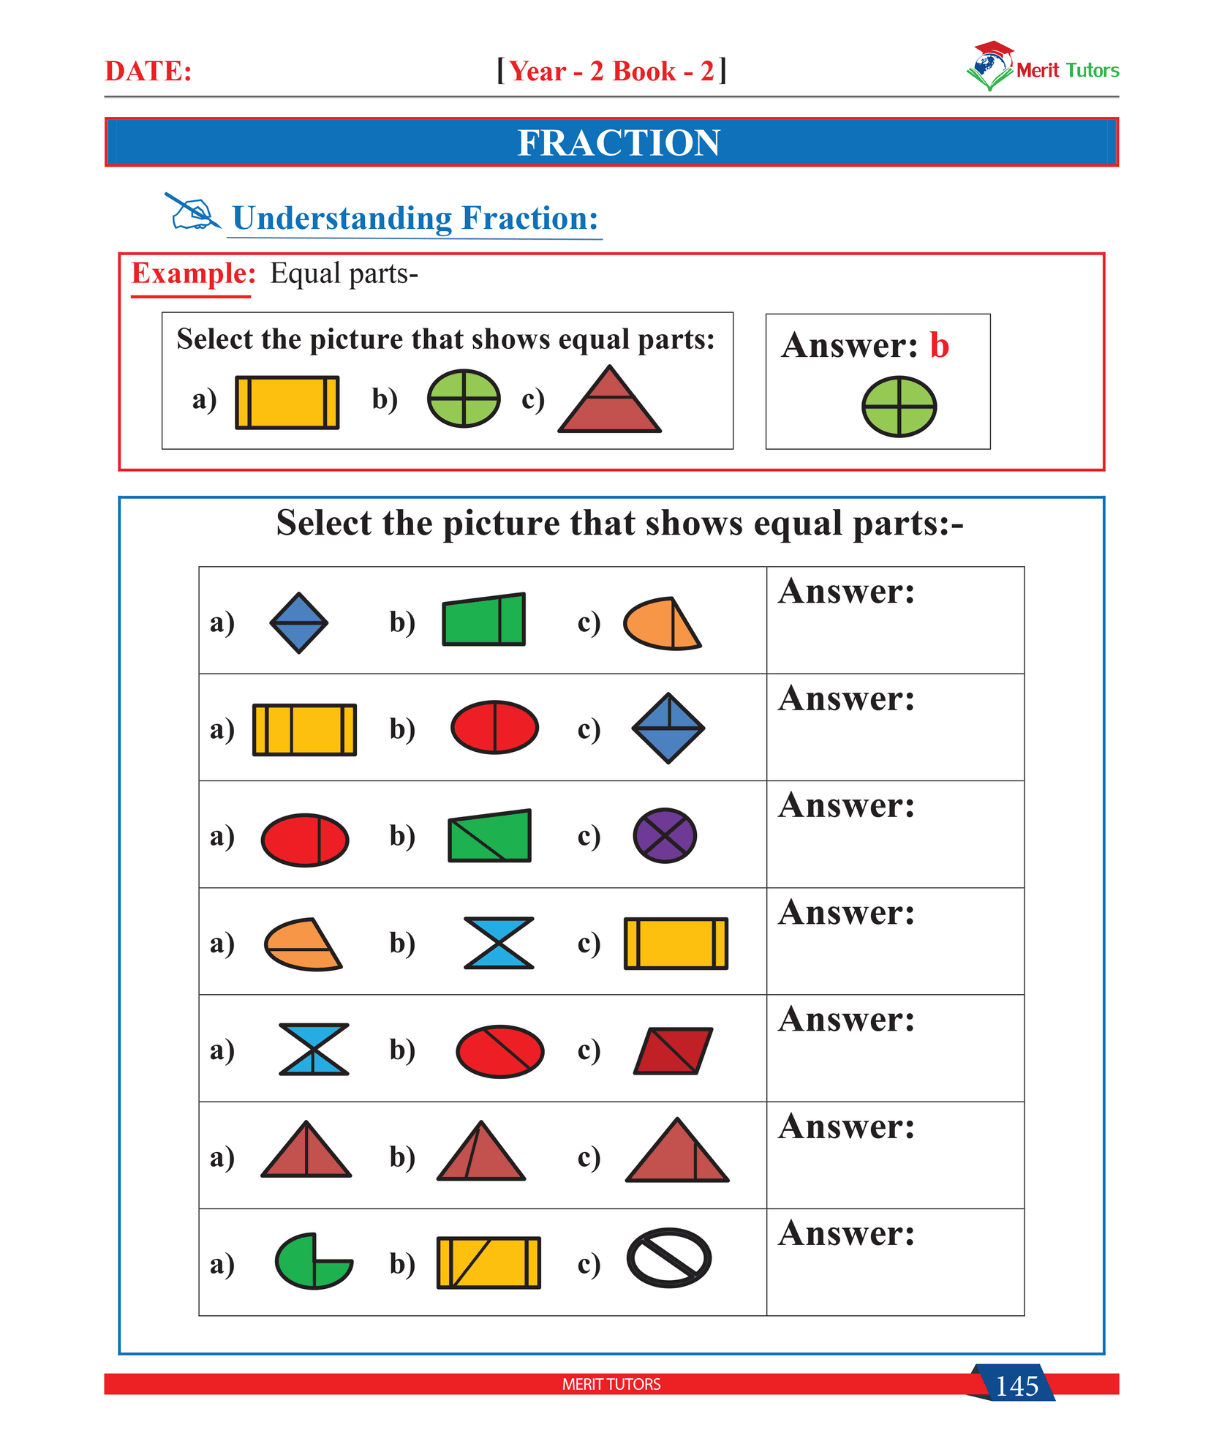 DATE: [Year - 2 Book - 2] Merit Tutors
FRACTION
Understanding Fraction:
Example: Equal parts-
Select the picture that shows equal parts:
a) b) c)
Answer: b
Select the picture that shows equal parts:-
a) b) c) Answer:
a) b) c) Answer:
a) b) c) Answer:
a) b) c) Answer:
a) b) c) Answer:
a) b) c) Answer:
a) b) c) Answer:
MERIT TUTORS 145